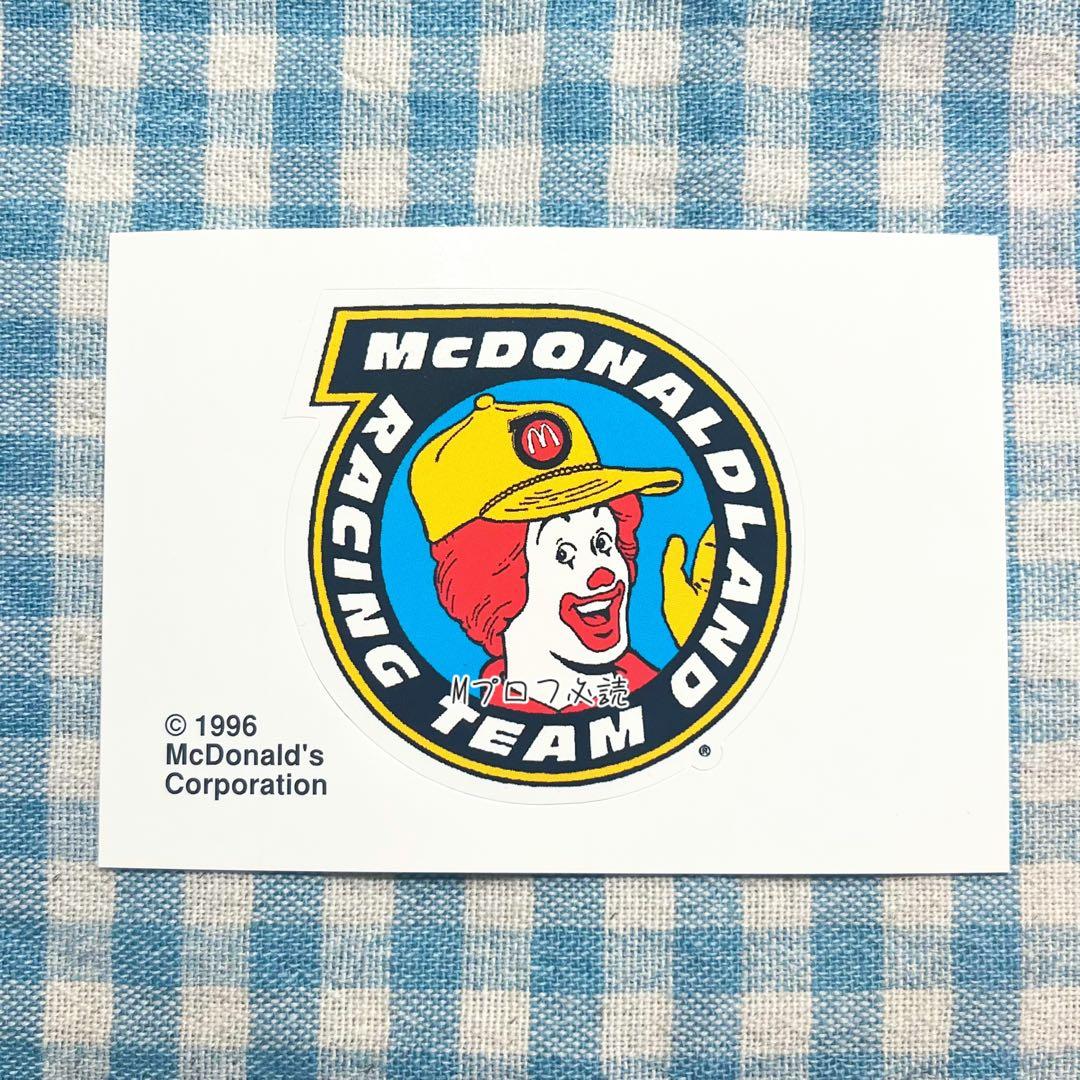 McDONALDLAND
RACING TEAM
M
Mプロフ必読
®
© 1996
McDonald's
Corporation